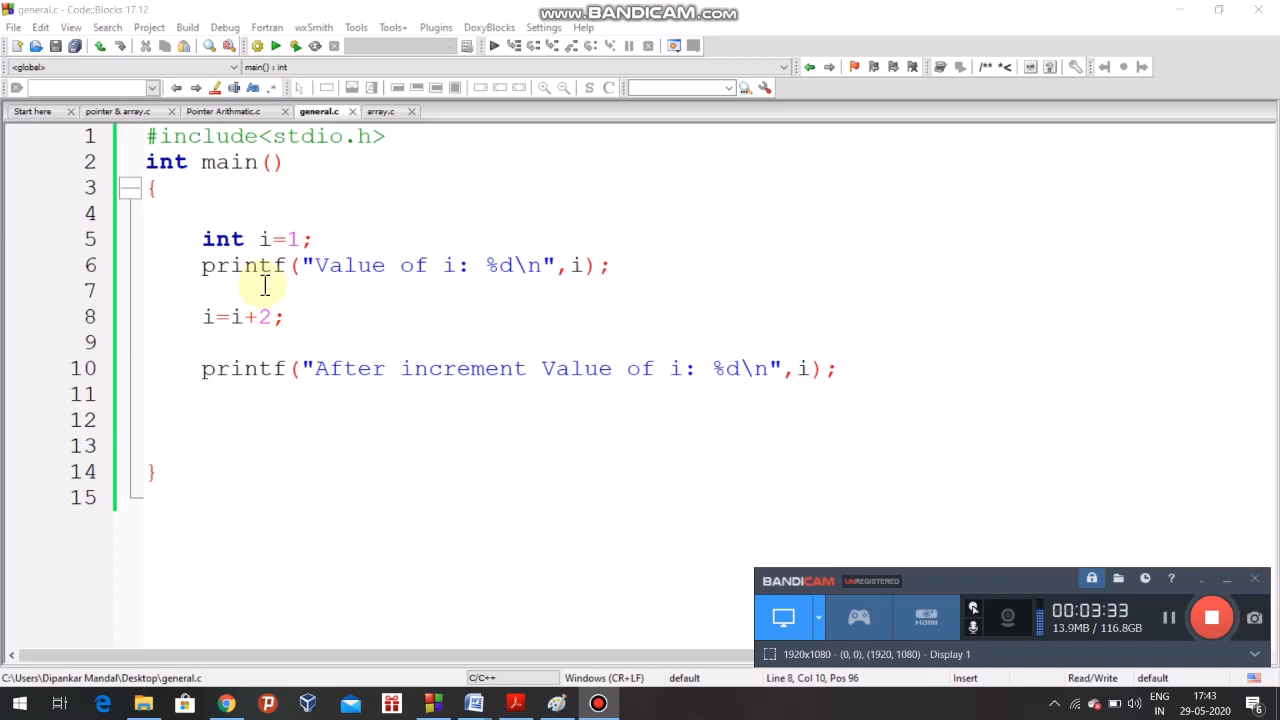 general.c - Code::Blocks 17.12
www.BANDICAM.com
File Edit View Search Project Build Debug Fortran wxSmith Tools Tools+ Plugins DoxyBlocks Settings Help
<global> main() : int
/** *<
S C
Start here pointer & array.c Pointer Arithmatic.c general.c array.c
1 #include<stdio.h>
2 int main()
3 {
4
5 int i=1;
6 printf("Value of i: %d\n",i);
7
8 i=i+2;
9
10 printf("After increment Value of i: %d\n",i);
11
12
13
14 }
15
BANDICAM UNREGISTERED
HDMI
00:03:33
13.9MB / 116.8GB
1920x1080 - (0, 0), (1920, 1080) - Display 1
C:\Users\Dipankar Mandal\Desktop\general.c C/C++ Windows (CR+LF) default Line 8, Col 10, Pos 96 Insert Read/Write default
ENG 17:43
IN 29-05-2020 6